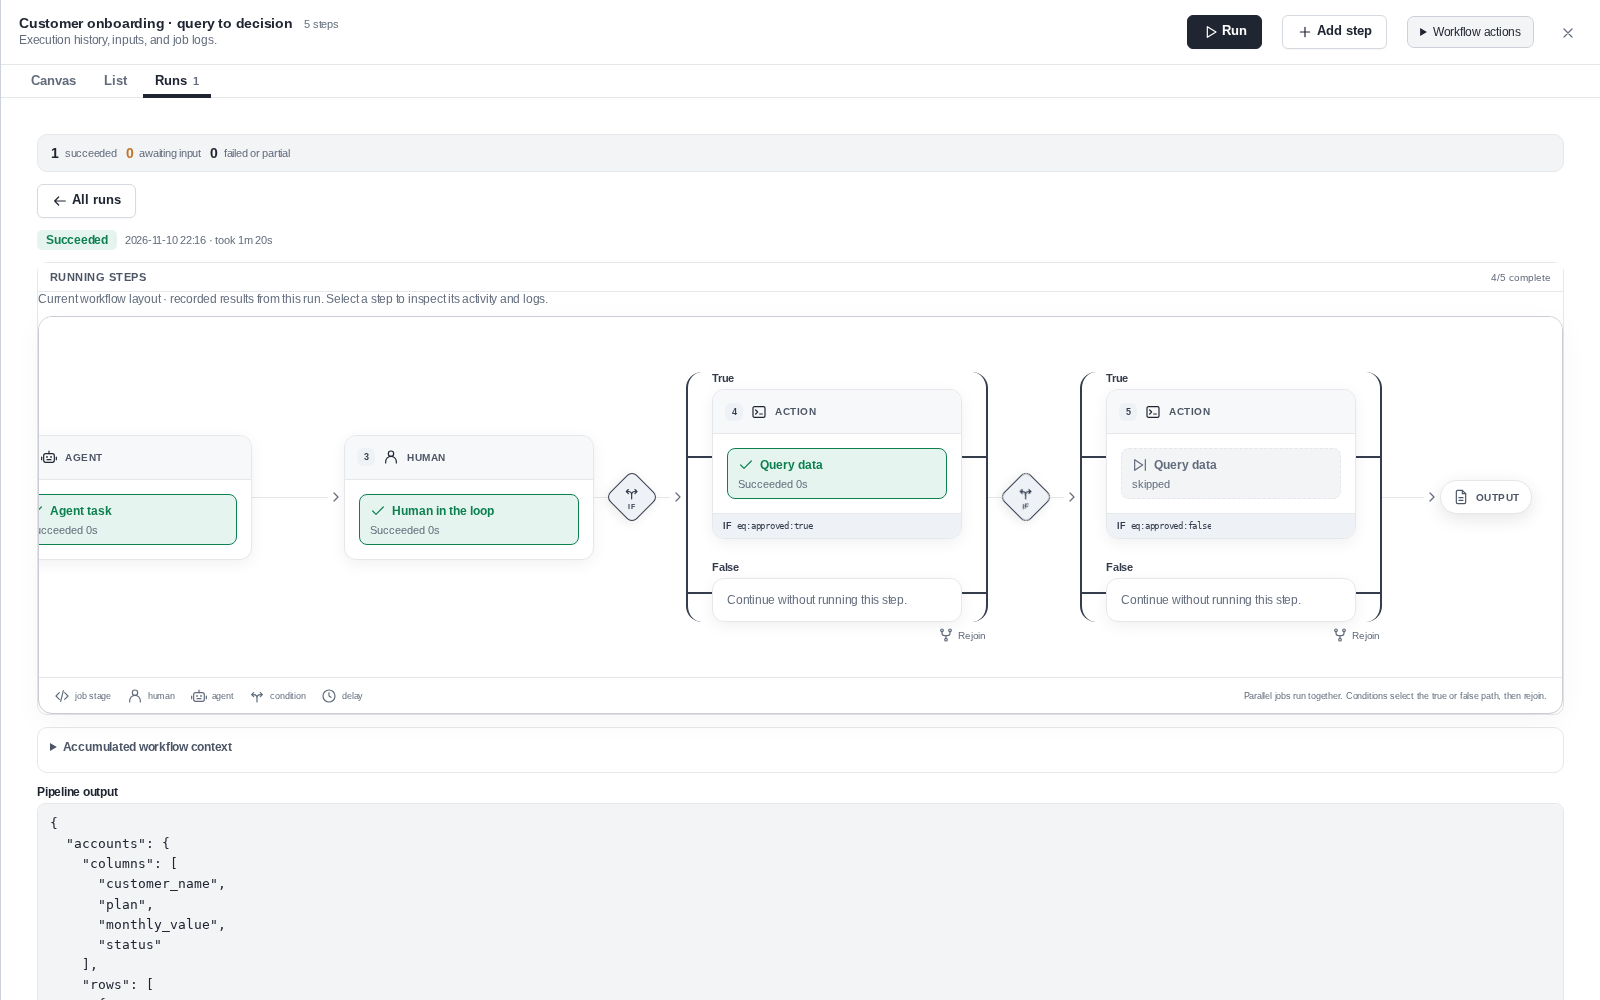 Customer onboarding · query to decision 5 steps
Execution history, inputs, and job logs.
Run
Add step
Workflow actions
Canvas
List
Runs 1
1 succeeded 0 awaiting input 0 failed or partial
All runs
Succeeded 2026-11-10 22:16 · took 1m 20s
RUNNING STEPS
4/5 complete
Current workflow layout · recorded results from this run. Select a step to inspect its activity and logs.
AGENT
Agent task
ucceeded 0s
3 HUMAN
Human in the loop
Succeeded 0s
IF
True
4 ACTION
Query data
Succeeded 0s
IF eq:approved:true
False
Continue without running this step.
Rejoin
IF
True
5 ACTION
Query data
skipped
IF eq:approved:false
False
Continue without running this step.
Rejoin
OUTPUT
job stage human agent condition delay
Parallel jobs run together. Conditions select the true or false path, then rejoin.
Accumulated workflow context
Pipeline output
{
"accounts": {
"columns": [
"customer_name",
"plan",
"monthly_value",
"status"
],
"rows": [